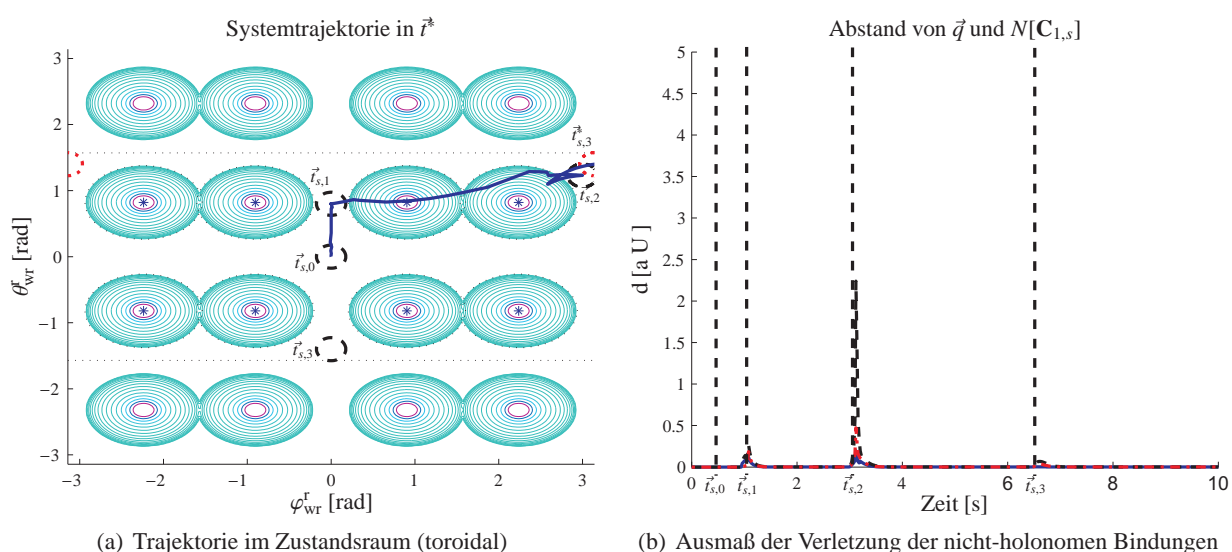 Systemtrajektorie in t⃗*
3
2
1
0
−1
−2
−3
θ^r_wr [rad]
t⃗*_s,3
t⃗_s,1
t⃗_s,2
t⃗_s,0
t⃗_s,3
−3
−2
−1
0
1
2
3
φ^r_wr [rad]
(a) Trajektorie im Zustandsraum (toroidal)
Abstand von q⃗ und N[C_1,s]
5
4.5
4
3.5
3
2.5
2
1.5
1
0.5
0
d [a U ]
0
2
4
6
8
10
t⃗_s,0
t⃗_s,1
t⃗_s,2
t⃗_s,3
Zeit [s]
(b) Ausmaß der Verletzung der nicht-holonomen Bindungen